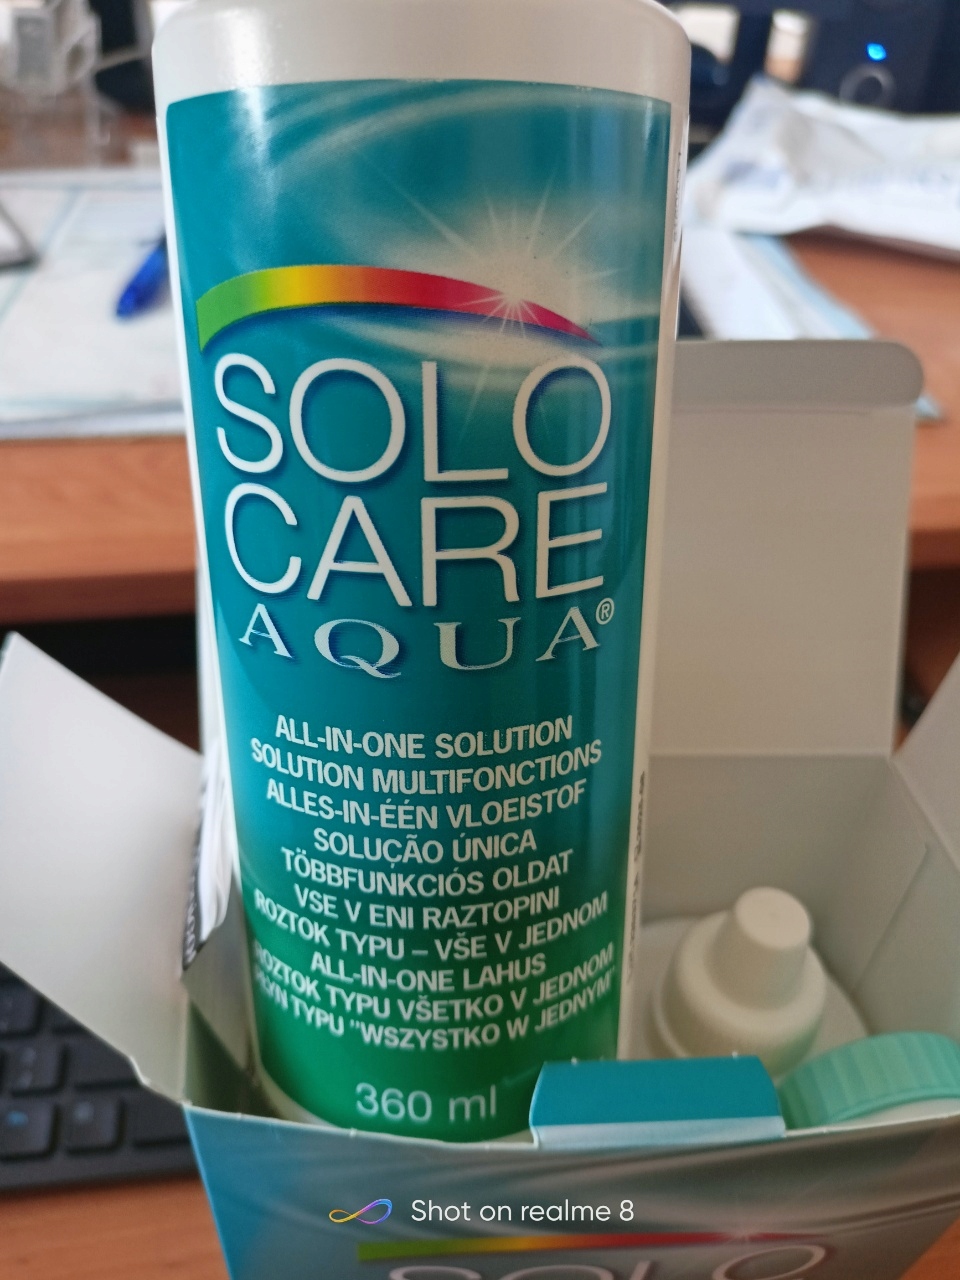 SOLO
CARE
AQUA®
ALL-IN-ONE SOLUTION
SOLUTION MULTIFONCTIONS
ALLES-IN-ÉÉN VLOEISTOF
SOLUÇÃO ÚNICA
TÖBBFUNKCIÓS OLDAT
VSE V ENI RAZTOPINI
ROZTOK TYPU – VŠE V JEDNOM
ALL-IN-ONE LAHUS
ROZTOK TYPU VŠETKO V JEDNOM
PŁYN TYPU "WSZYSTKO W JEDNYM"
360 ml
Shot on realme 8
SOLO